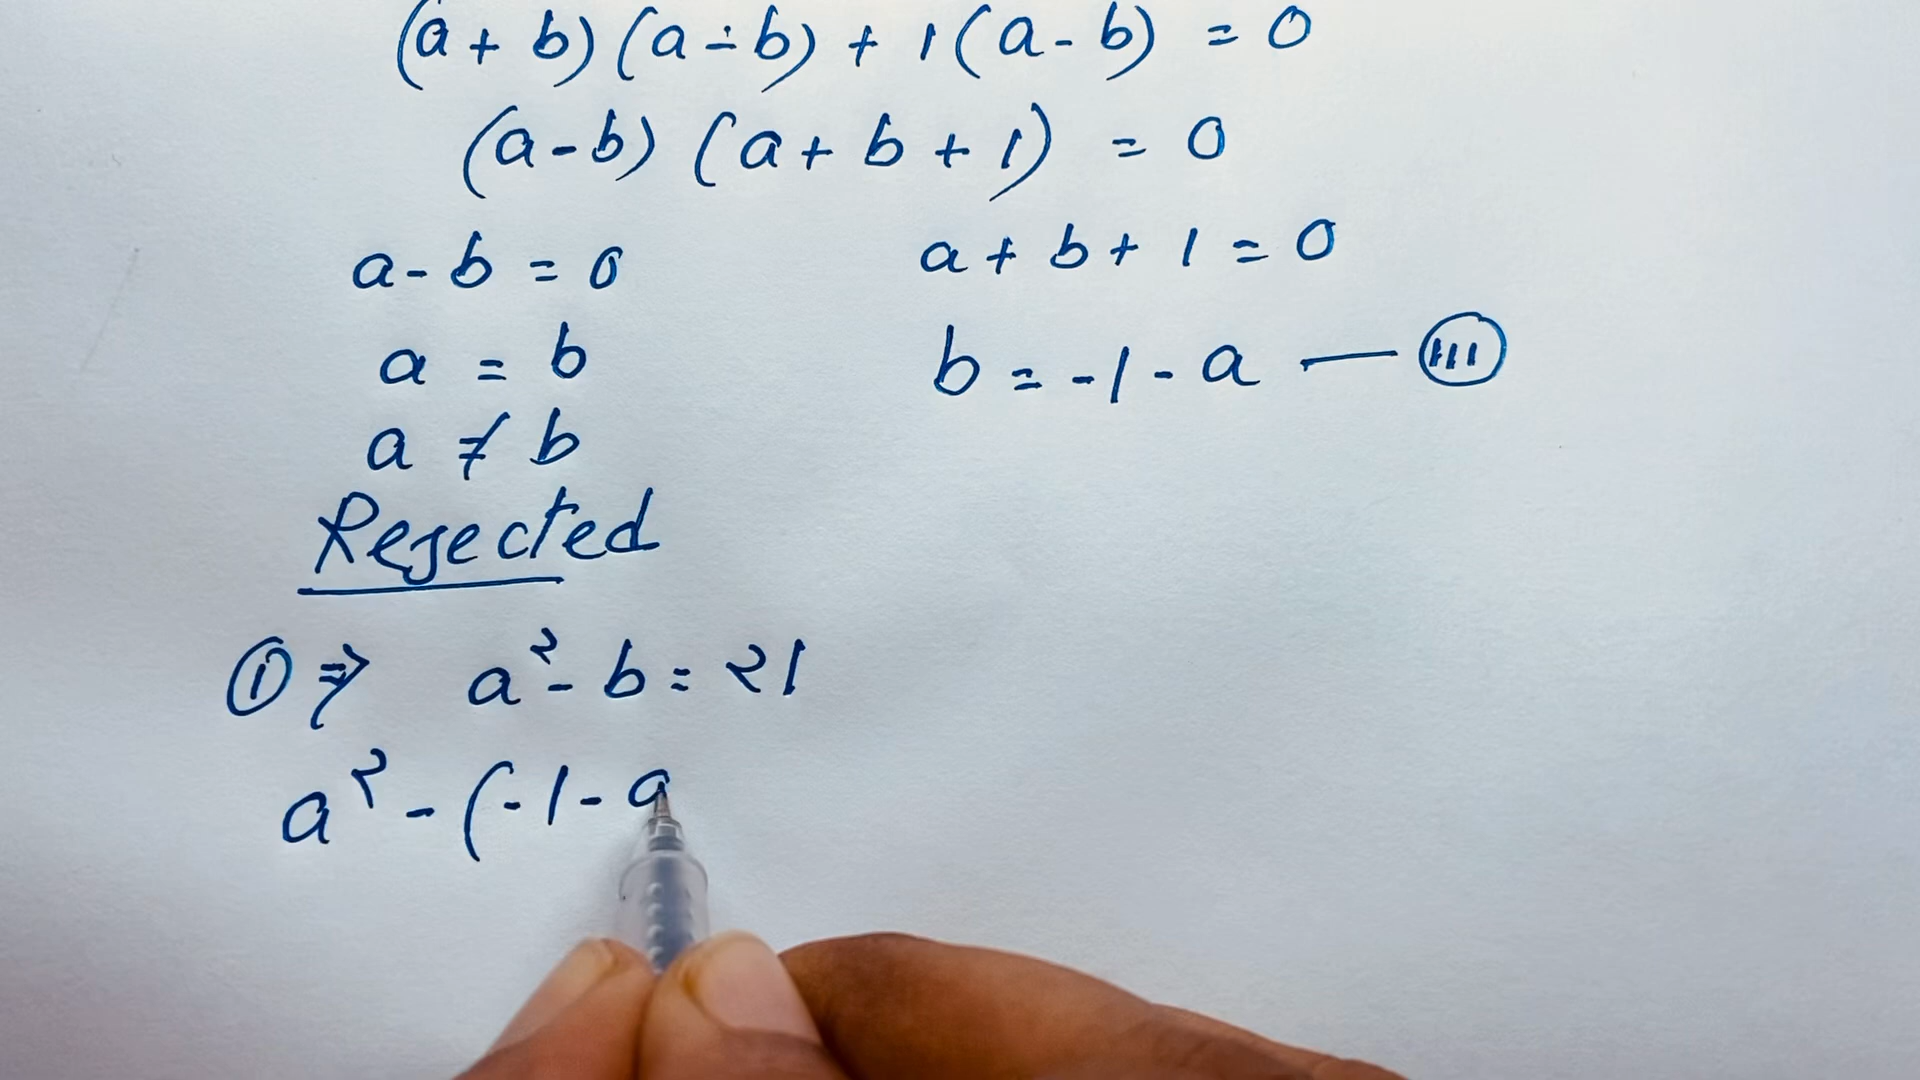 (a + b) (a - b) + 1 (a - b) = 0
(a - b) (a + b + 1) = 0
a - b = 0
a + b + 1 = 0
a = b
b = -1 - a — III
a ≠ b
Rejected
① ⇒ a² - b = 21
a² - (-1 - a